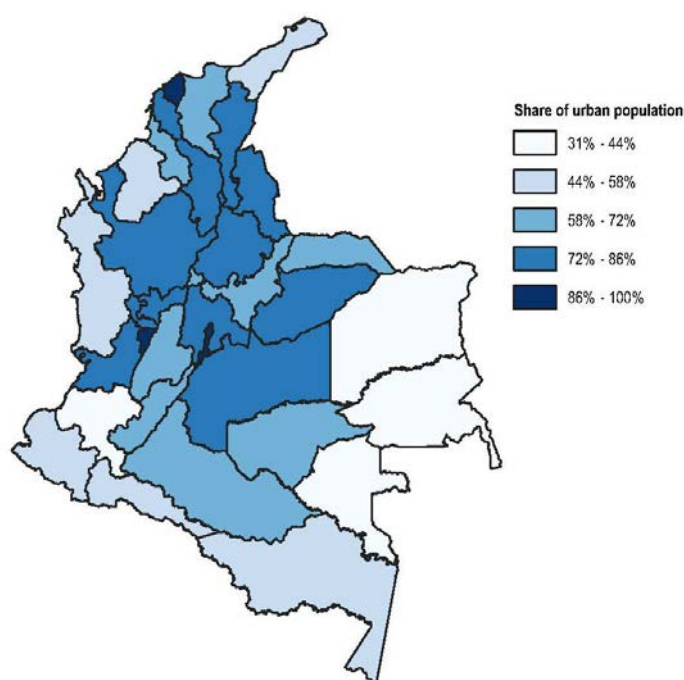 Share of urban population
31% - 44%
44% - 58%
58% - 72%
72% - 86%
86% - 100%